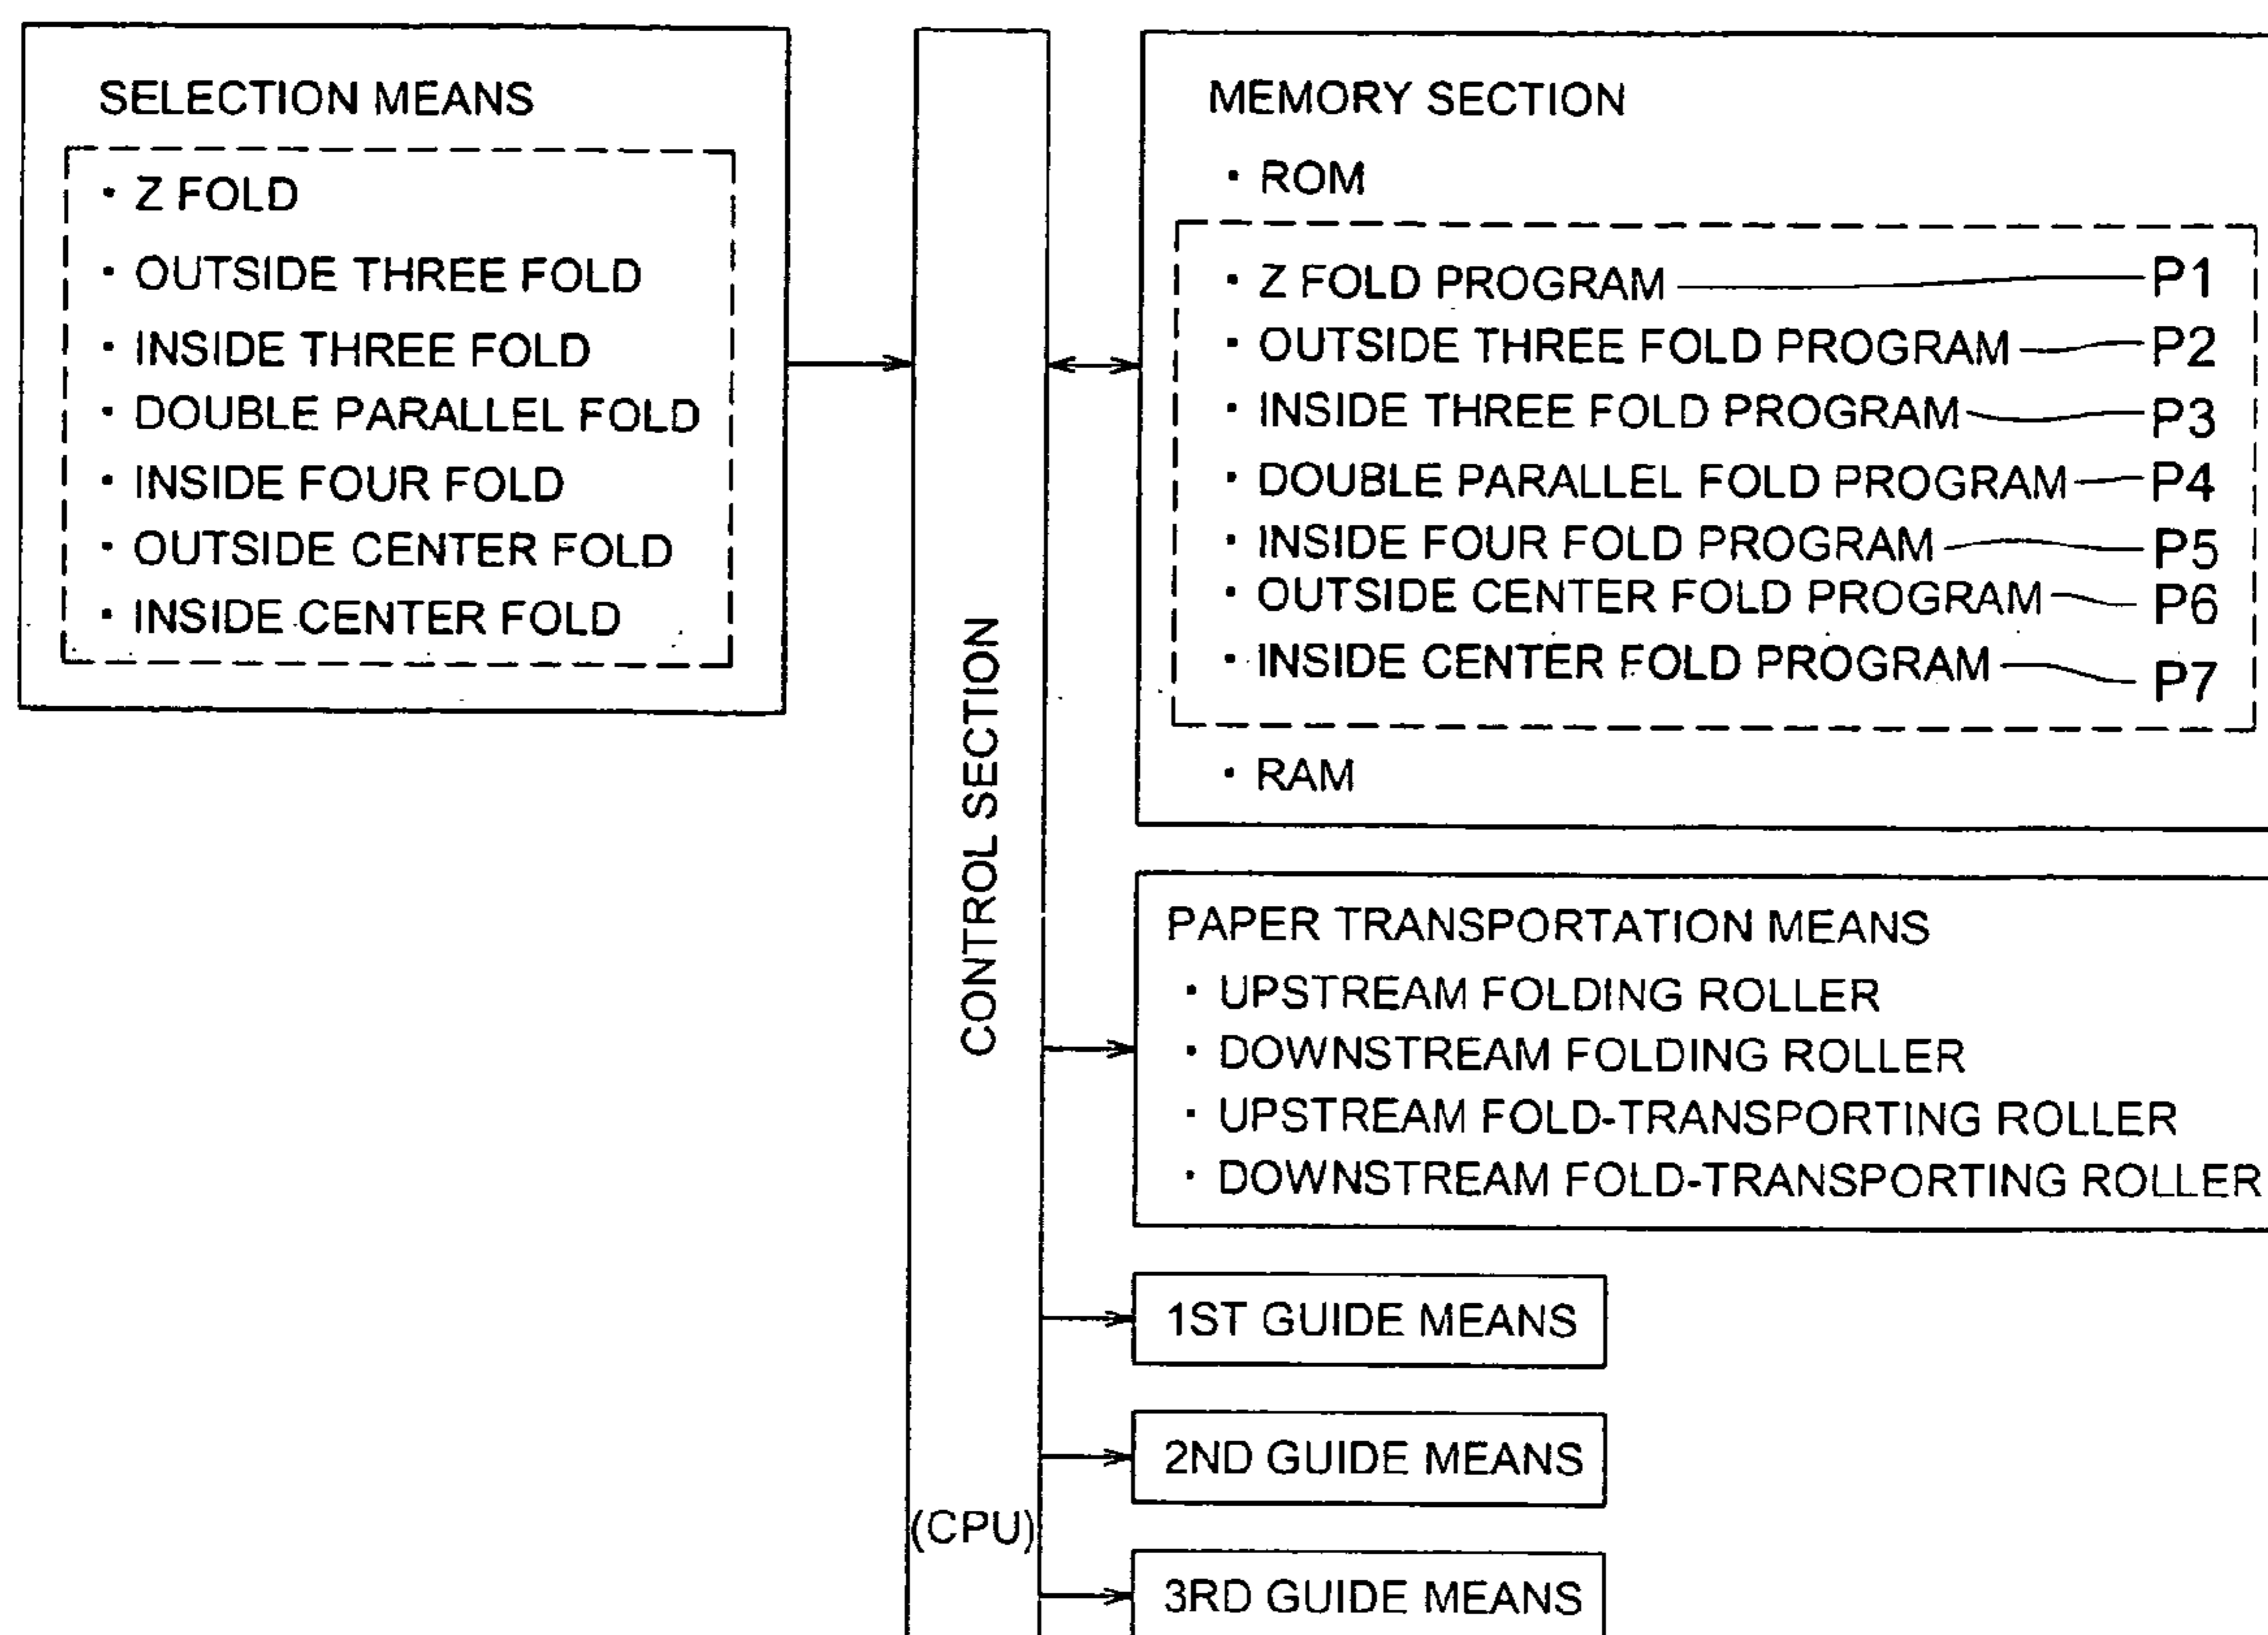 SELECTION MEANS
· Z FOLD
· OUTSIDE THREE FOLD
· INSIDE THREE FOLD
· DOUBLE PARALLEL FOLD
· INSIDE FOUR FOLD
· OUTSIDE CENTER FOLD
· INSIDE CENTER FOLD
CONTROL SECTION
(CPU)
MEMORY SECTION
· ROM
· Z FOLD PROGRAM P1
· OUTSIDE THREE FOLD PROGRAM P2
· INSIDE THREE FOLD PROGRAM P3
· DOUBLE PARALLEL FOLD PROGRAM P4
· INSIDE FOUR FOLD PROGRAM P5
· OUTSIDE CENTER FOLD PROGRAM P6
· INSIDE CENTER FOLD PROGRAM P7
· RAM
PAPER TRANSPORTATION MEANS
· UPSTREAM FOLDING ROLLER
· DOWNSTREAM FOLDING ROLLER
· UPSTREAM FOLD-TRANSPORTING ROLLER
· DOWNSTREAM FOLD-TRANSPORTING ROLLER
1ST GUIDE MEANS
2ND GUIDE MEANS
3RD GUIDE MEANS